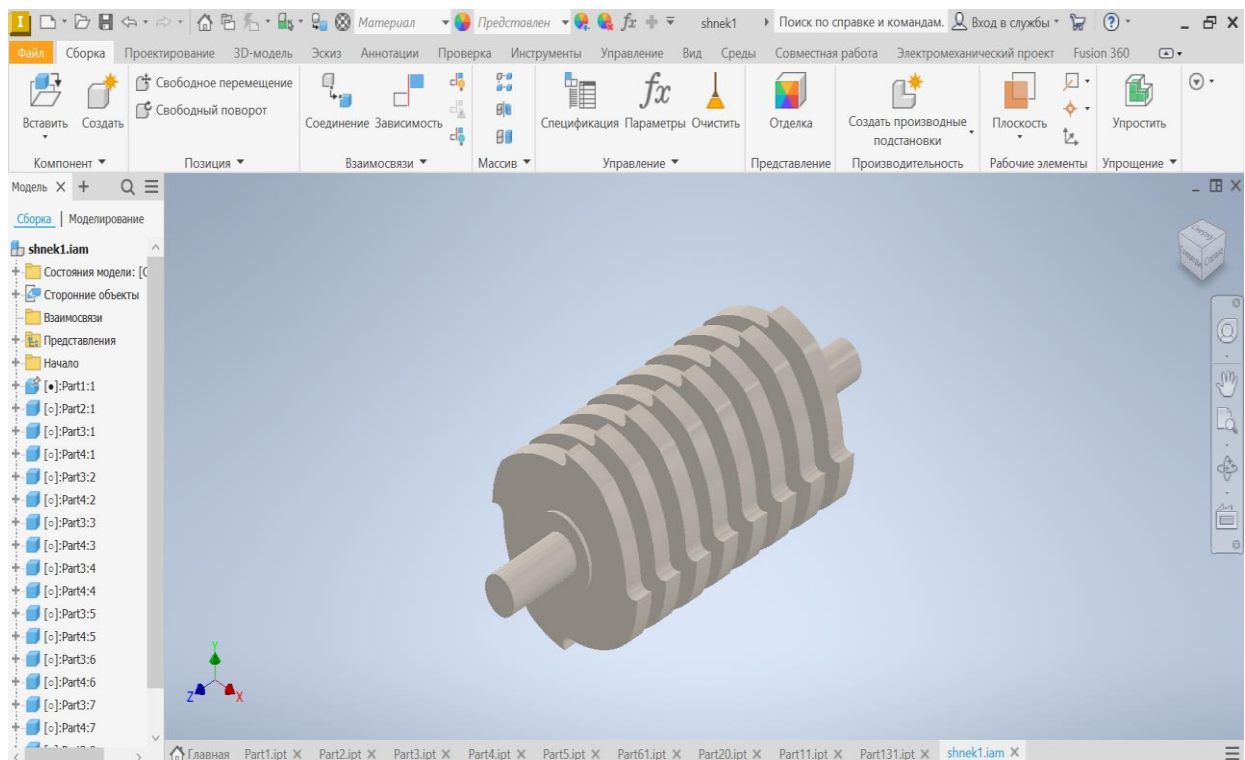 Материал Представлен fx shnek1 Поиск по справке и командам. Вход в службы
Файл Сборка Проектирование 3D-модель Эскиз Аннотации Проверка Инструменты Управление Вид Среды Совместная работа Электромеханический проект Fusion 360
Свободное перемещение
Свободный поворот
Вставить Создать Соединение Зависимость Спецификация Параметры Очистить Отделка Создать производные подстановки Плоскость Упростить
fx
Компонент Позиция Взаимосвязи Массив Управление Представление Производительность Рабочие элементы Упрощение
Модель X +
Сборка | Моделирование
shnek1.iam
Состояния модели: [
Сторонние объекты
Взаимосвязи
Представления
Начало
[●]:Part1:1
[○]:Part2:1
[○]:Part3:1
[○]:Part4:1
[○]:Part3:2
[○]:Part4:2
[○]:Part3:3
[○]:Part4:3
[○]:Part3:4
[○]:Part4:4
[○]:Part3:5
[○]:Part4:5
[○]:Part3:6
[○]:Part4:6
[○]:Part3:7
[○]:Part4:7
Y
Z X
Главная Part1.ipt X Part2.ipt X Part3.ipt X Part4.ipt X Part5.ipt X Part61.ipt X Part20.ipt X Part11.ipt X Part131.ipt X shnek1.iam X